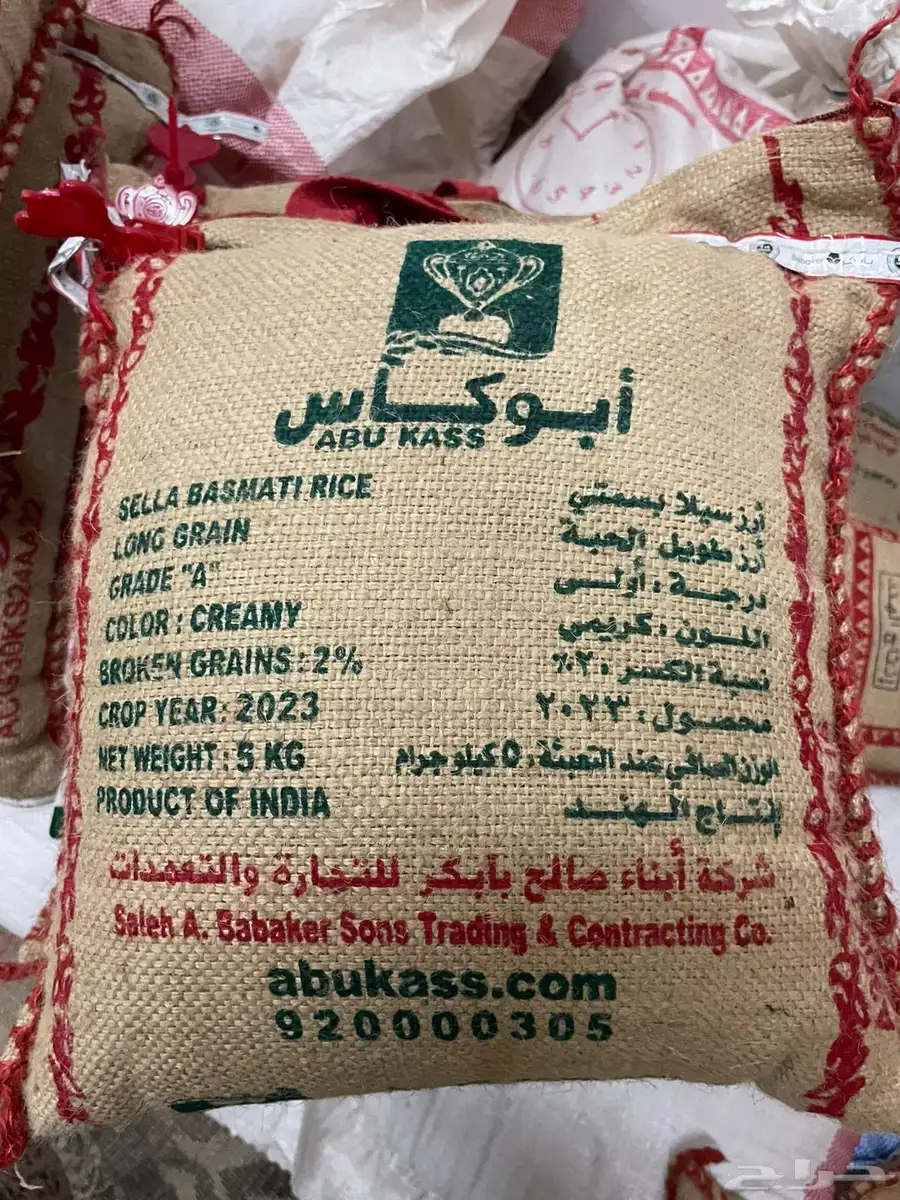 أبو كأس
ABU KASS
SELLA BASMATI RICE
أرز سيلا بسمتي
LONG GRAIN
أرز طويل الحبة
GRADE "A"
درجة : أولى
COLOR : CREAMY
اللون : كريمي
BROKEN GRAINS : 2%
نسبة الكسر : ٢٪
CROP YEAR : 2023
محصول : ٢٠٢٣
NET WEIGHT : 5 KG
الوزن الصافي عند التعبئة : ٥ كيلو جرام
PRODUCT OF INDIA
إنتاج الهند
شركة أبناء صالح بابكر للتجارة والتعهدات
Saleh A. Babaker Sons Trading & Contracting Co.
abukass.com
920000305
حراج